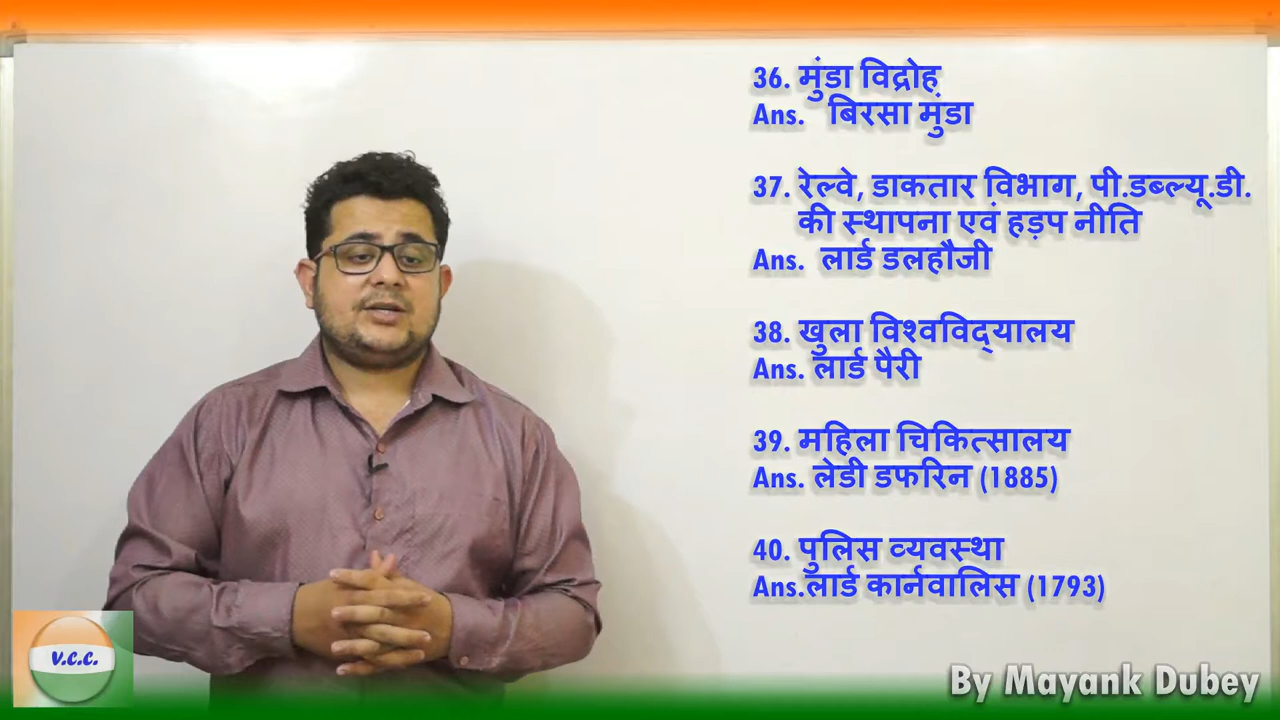 36. मुंडा विद्रोह
Ans. बिरसा मुंडा
37. रेल्वे, डाकतार विभाग, पी.डब्ल्यू.डी.
की स्थापना एवं हड़प नीति
Ans. लार्ड डलहौजी
38. खुला विश्वविद्यालय
Ans. लार्ड पैरी
39. महिला चिकित्सालय
Ans. लेडी डफरिन (1885)
40. पुलिस व्यवस्था
Ans.लार्ड कार्नवालिस (1793)
V.C.C.
By Mayank Dubey